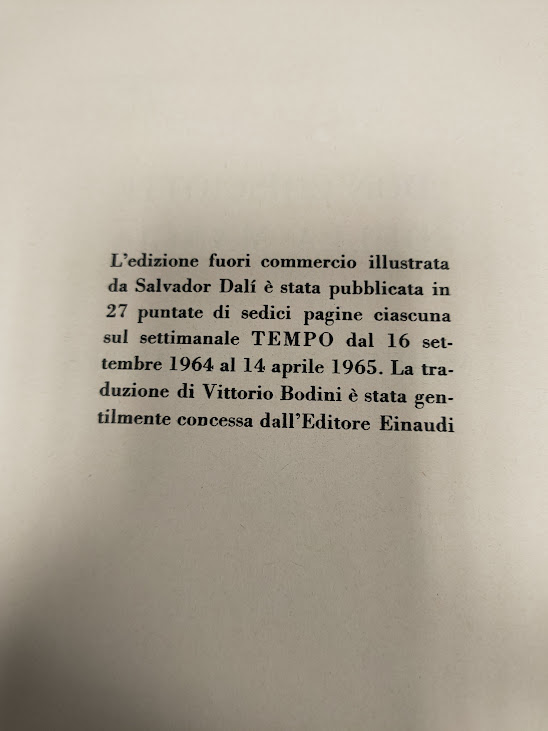 L'edizione fuori commercio illustrata
da Salvador Dalí è stata pubblicata in
27 puntate di sedici pagine ciascuna
sul settimanale TEMPO dal 16 set-
tembre 1964 al 14 aprile 1965. La tra-
duzione di Vittorio Bodini è stata gen-
tilmente concessa dall'Editore Einaudi